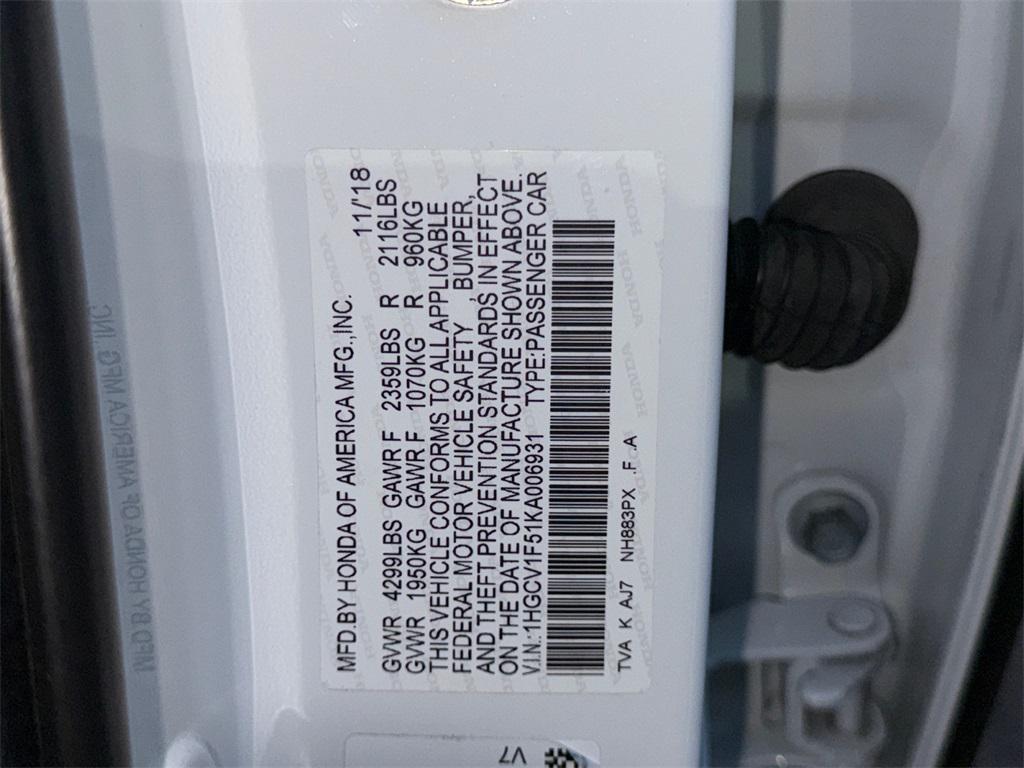 MFD.BY HONDA OF AMERICA MFG.,INC. 11/'18
GVWR 4299LBS GAWR F 2359LBS R 2116LBS
GVWR 1950KG GAWR F 1070KG R 960KG
THIS VEHICLE CONFORMS TO ALL APPLICABLE
FEDERAL MOTOR VEHICLE SAFETY, BUMPER,
AND THEFT PREVENTION STANDARDS IN EFFECT
ON THE DATE OF MANUFACTURE SHOWN ABOVE.
V.I.N.:1HGCV1F51KA006931 TYPE:PASSENGER CAR
TVA K AJ7 NH883PX .F A
V7